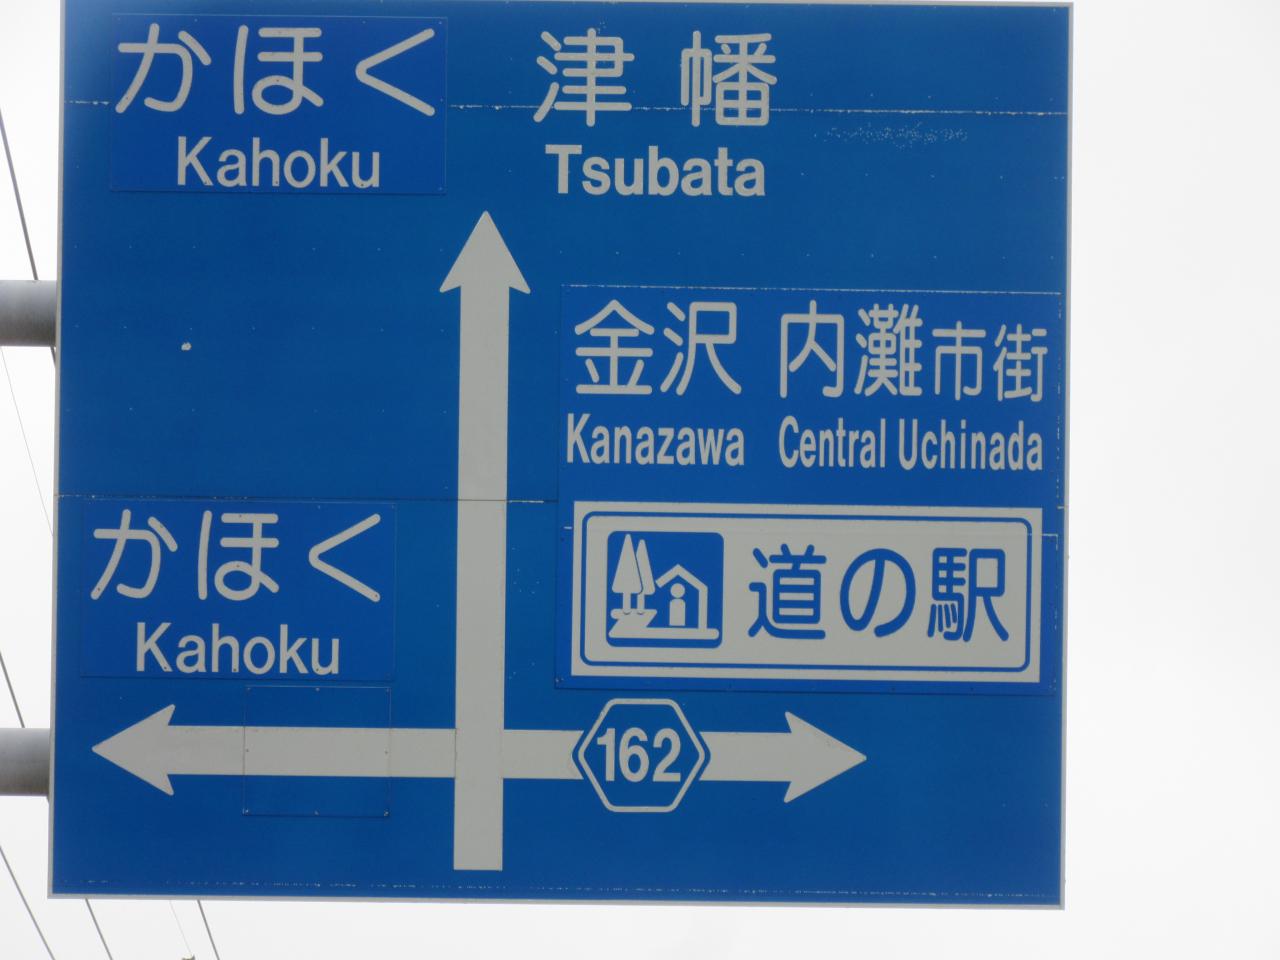 かほく 津幡
Kahoku Tsubata
金沢 内灘市街
Kanazawa Central Uchinada
かほく
Kahoku
道の駅
162